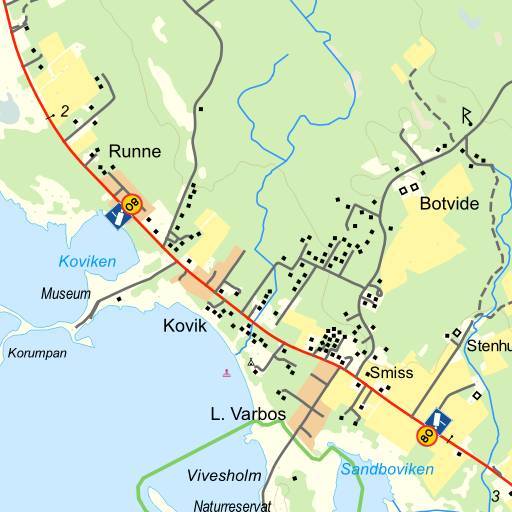 2
Runne
R
80
Botvide
Koviken
Museum
Kovik
Stenhu
Korumpan
Smiss
L. Varbos
80
Vivesholm
Sandboviken
Naturreservat
3